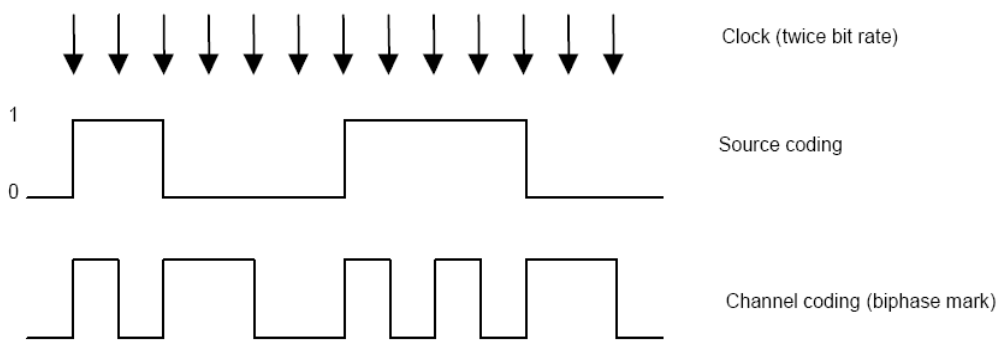 Clock (twice bit rate)
1
Source coding
0
Channel coding (biphase mark)